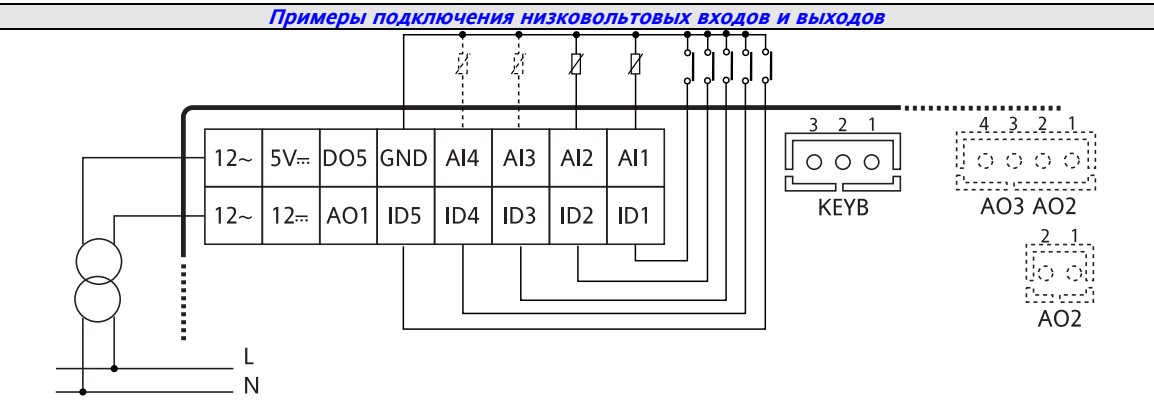 Примеры подключения низковольтовых входов и выходов
12~ 5V⎓ DO5 GND AI4 AI3 AI2 AI1
12~ 12⎓ AO1 ID5 ID4 ID3 ID2 ID1
3 2 1
KEYB
4 3 2 1
AO3 AO2
2 1
AO2
L
N